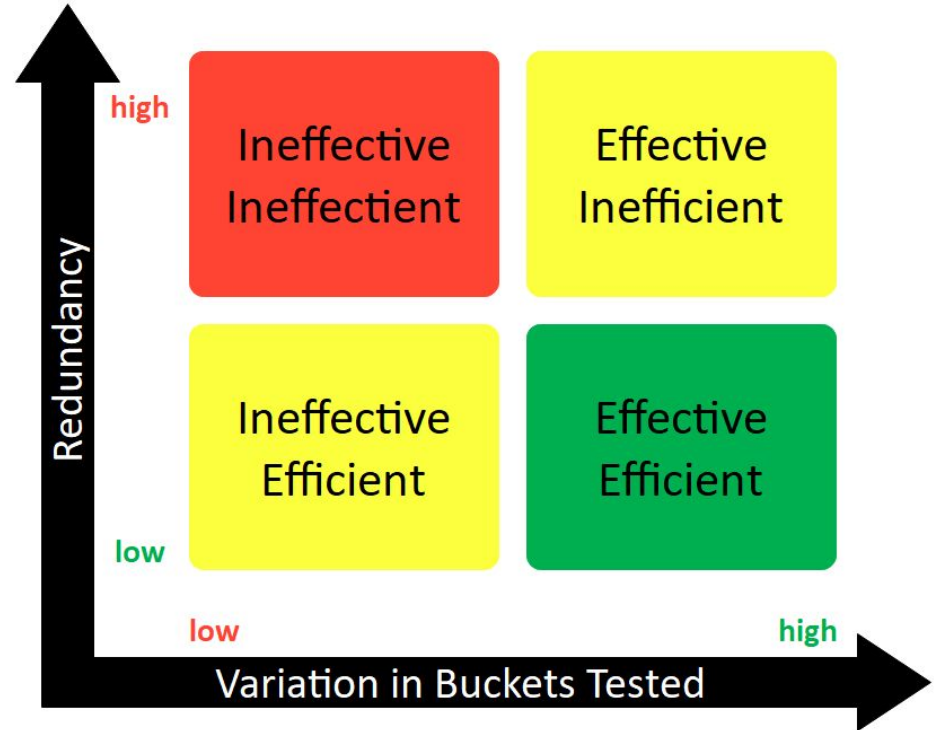 high
Ineffective
Ineffectient
Effective
Inefficient
Redundancy
Ineffective
Efficient
Effective
Efficient
low
low
high
Variation in Buckets Tested